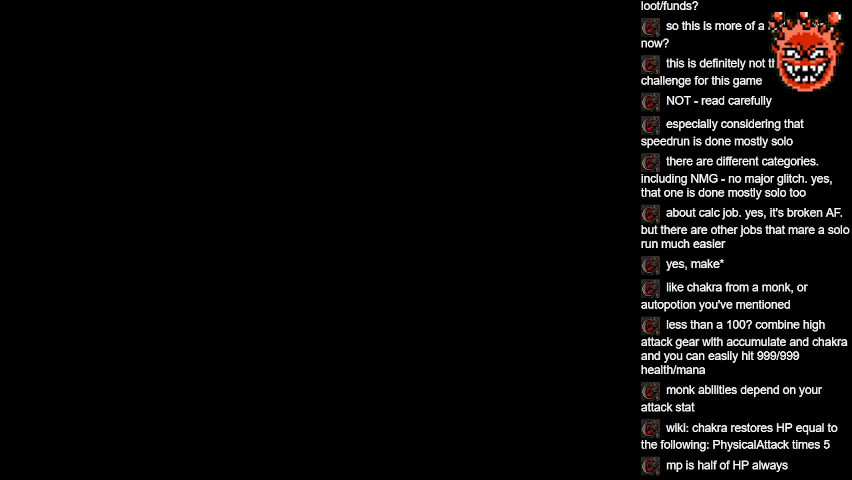 loot/funds?
so this is more of a
now?
this is definitely not th
challenge for this game
NOT - read carefully
especially considering that
speedrun is done mostly solo
there are different categories.
including NMG - no major glitch. yes,
that one is done mostly solo too
about calc job. yes, it's broken AF.
but there are other jobs that mare a solo
run much easier
yes, make*
like chakra from a monk, or
autopotion you've mentioned
less than a 100? combine high
attack gear with accumulate and chakra
and you can easily hit 999/999
health/mana
monk abilities depend on your
attack stat
wiki: chakra restores HP equal to
the following: PhysicalAttack times 5
mp is half of HP always